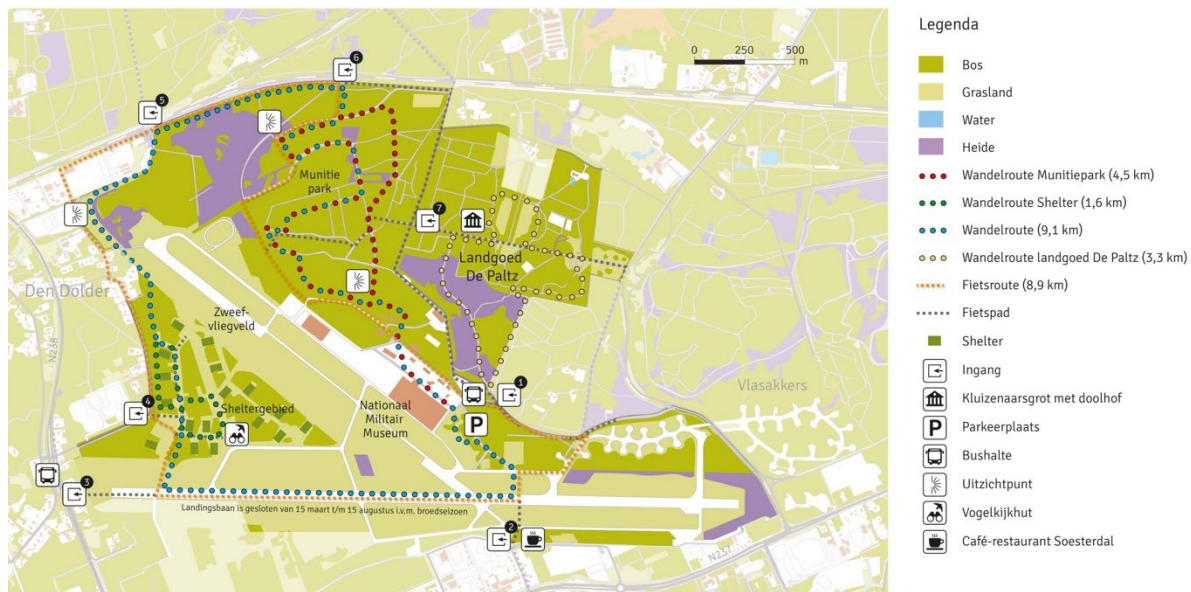 6
5
0 250 500
m
Munitie
park
7
Landgoed
De Paltz
Den Dolder
N238
Zweef-
vliegveld
Vlasakkers
Sheltergebied
Nationaal
Militair
Museum
1
4
P
3
Landingsbaan is gesloten van 15 maart t/m 15 augustus i.v.m. broedseizoen
2
N237
Legenda
Bos
Grasland
Water
Heide
Wandelroute Munitiepark (4,5 km)
Wandelroute Shelter (1,6 km)
Wandelroute (9,1 km)
Wandelroute landgoed De Paltz (3,3 km)
Fietsroute (8,9 km)
Fietspad
Shelter
Ingang
Kluizenaarsgrot met doolhof
P Parkeerplaats
Bushalte
Uitzichtpunt
Vogelkijkhut
Café-restaurant Soesterdal